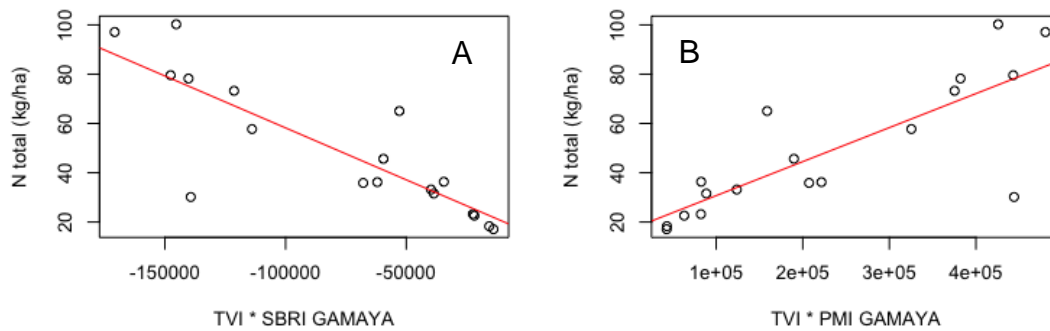 N total (kg/ha)
100
80
60
40
20
A
-150000 -100000 -50000
TVI * SBRI GAMAYA
N total (kg/ha)
100
80
60
40
20
B
1e+05 2e+05 3e+05 4e+05
TVI * PMI GAMAYA